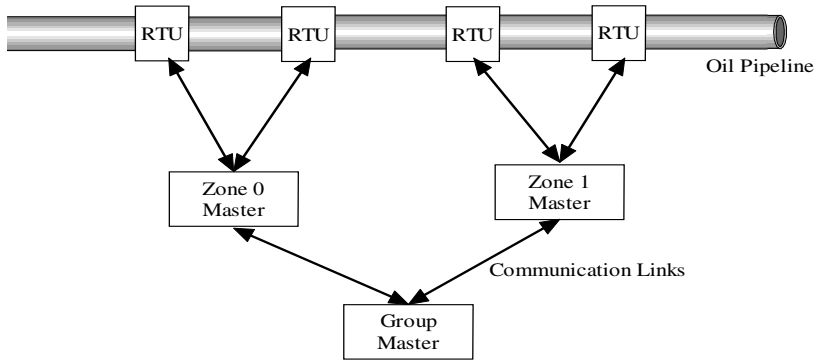 RTU
RTU
RTU
RTU
Oil Pipeline
Zone 0
Master
Zone 1
Master
Communication Links
Group
Master